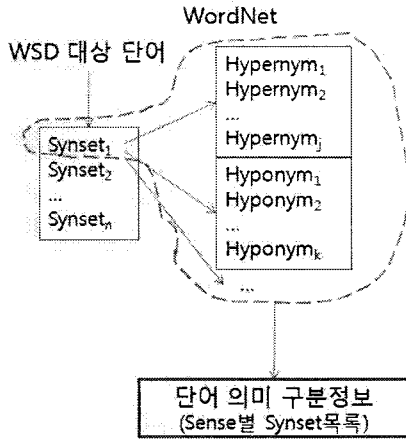 WordNet
WSD 대상 단어
Synset₁
Synset₂
...
Synsetₙ
Hypernym₁
Hypernym₂
...
Hypernymⱼ
Hyponym₁
Hyponym₂
...
Hyponymₖ
...
단어 의미 구분정보
(Sense별 Synset목록)